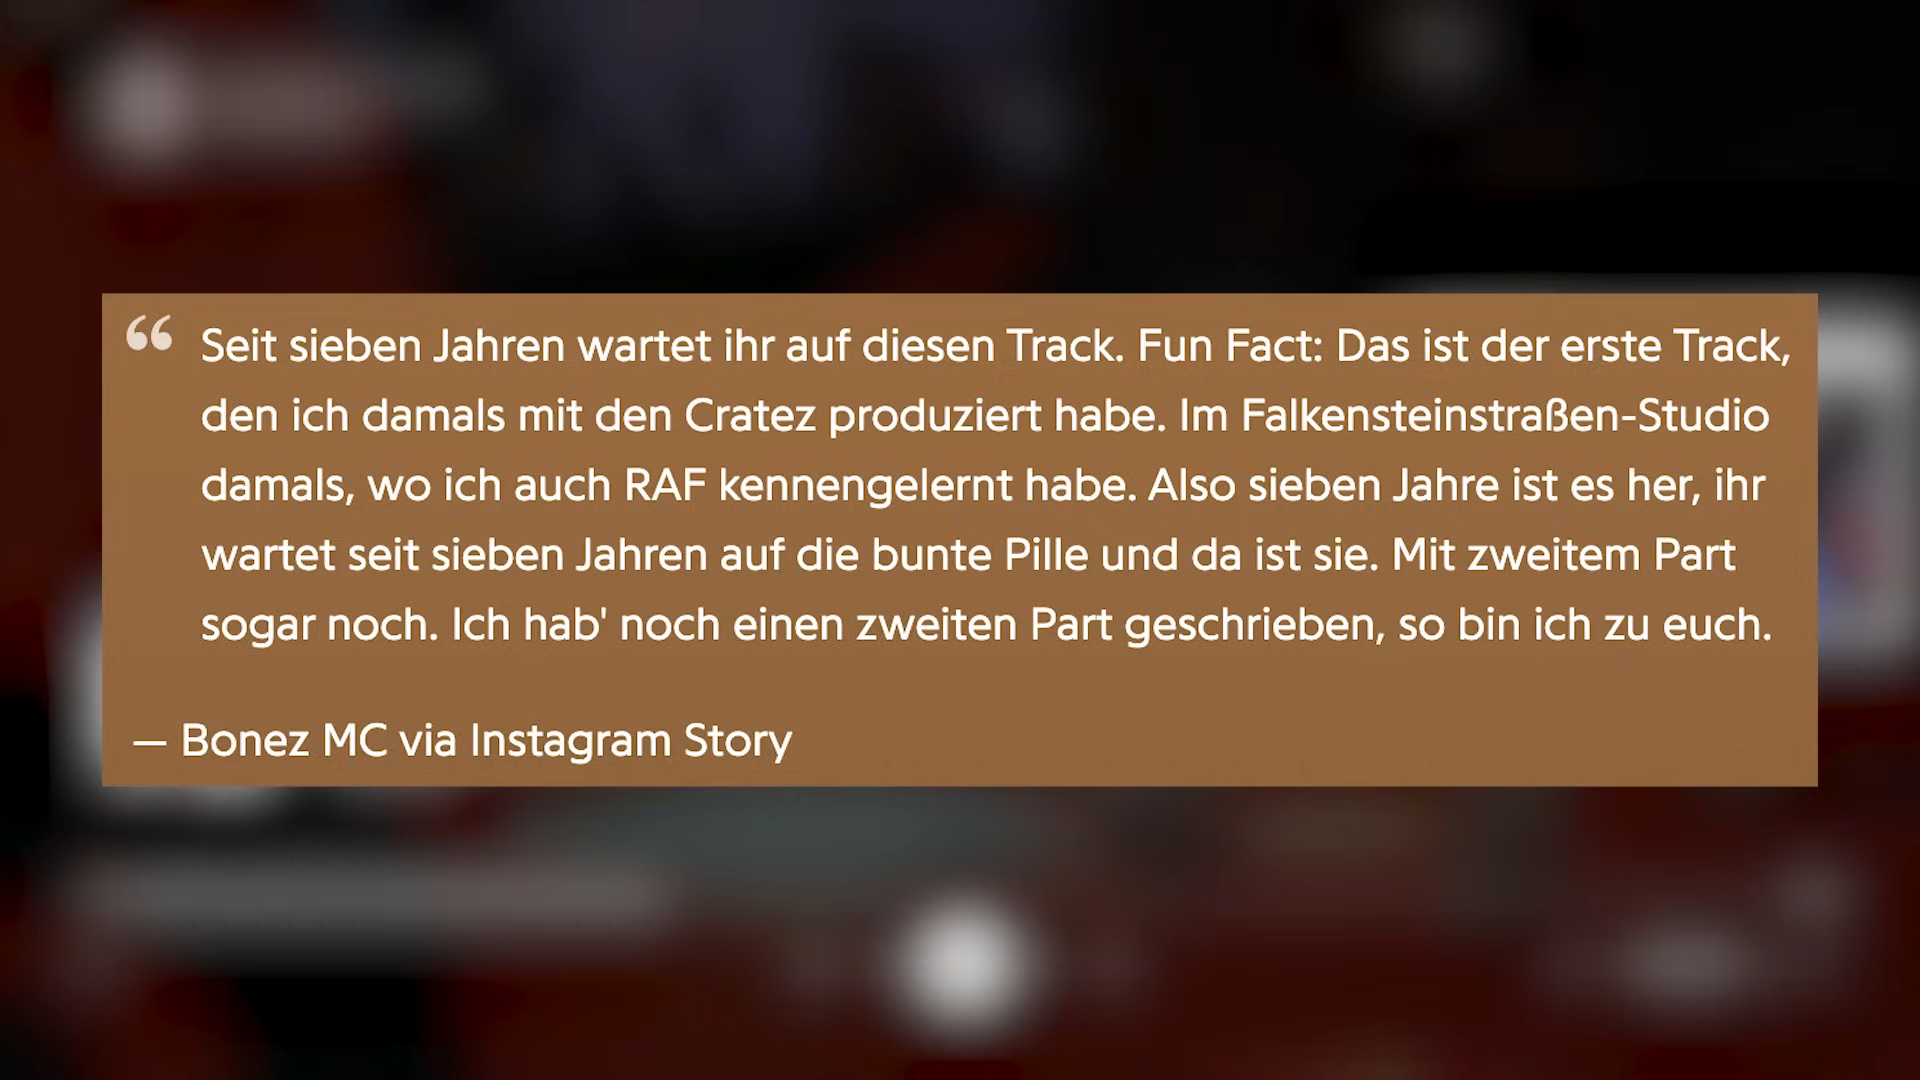 “ Seit sieben Jahren wartet ihr auf diesen Track. Fun Fact: Das ist der erste Track,
den ich damals mit den Cratez produziert habe. Im Falkensteinstraßen-Studio
damals, wo ich auch RAF kennengelernt habe. Also sieben Jahre ist es her, ihr
wartet seit sieben Jahren auf die bunte Pille und da ist sie. Mit zweitem Part
sogar noch. Ich hab' noch einen zweiten Part geschrieben, so bin ich zu euch.
— Bonez MC via Instagram Story